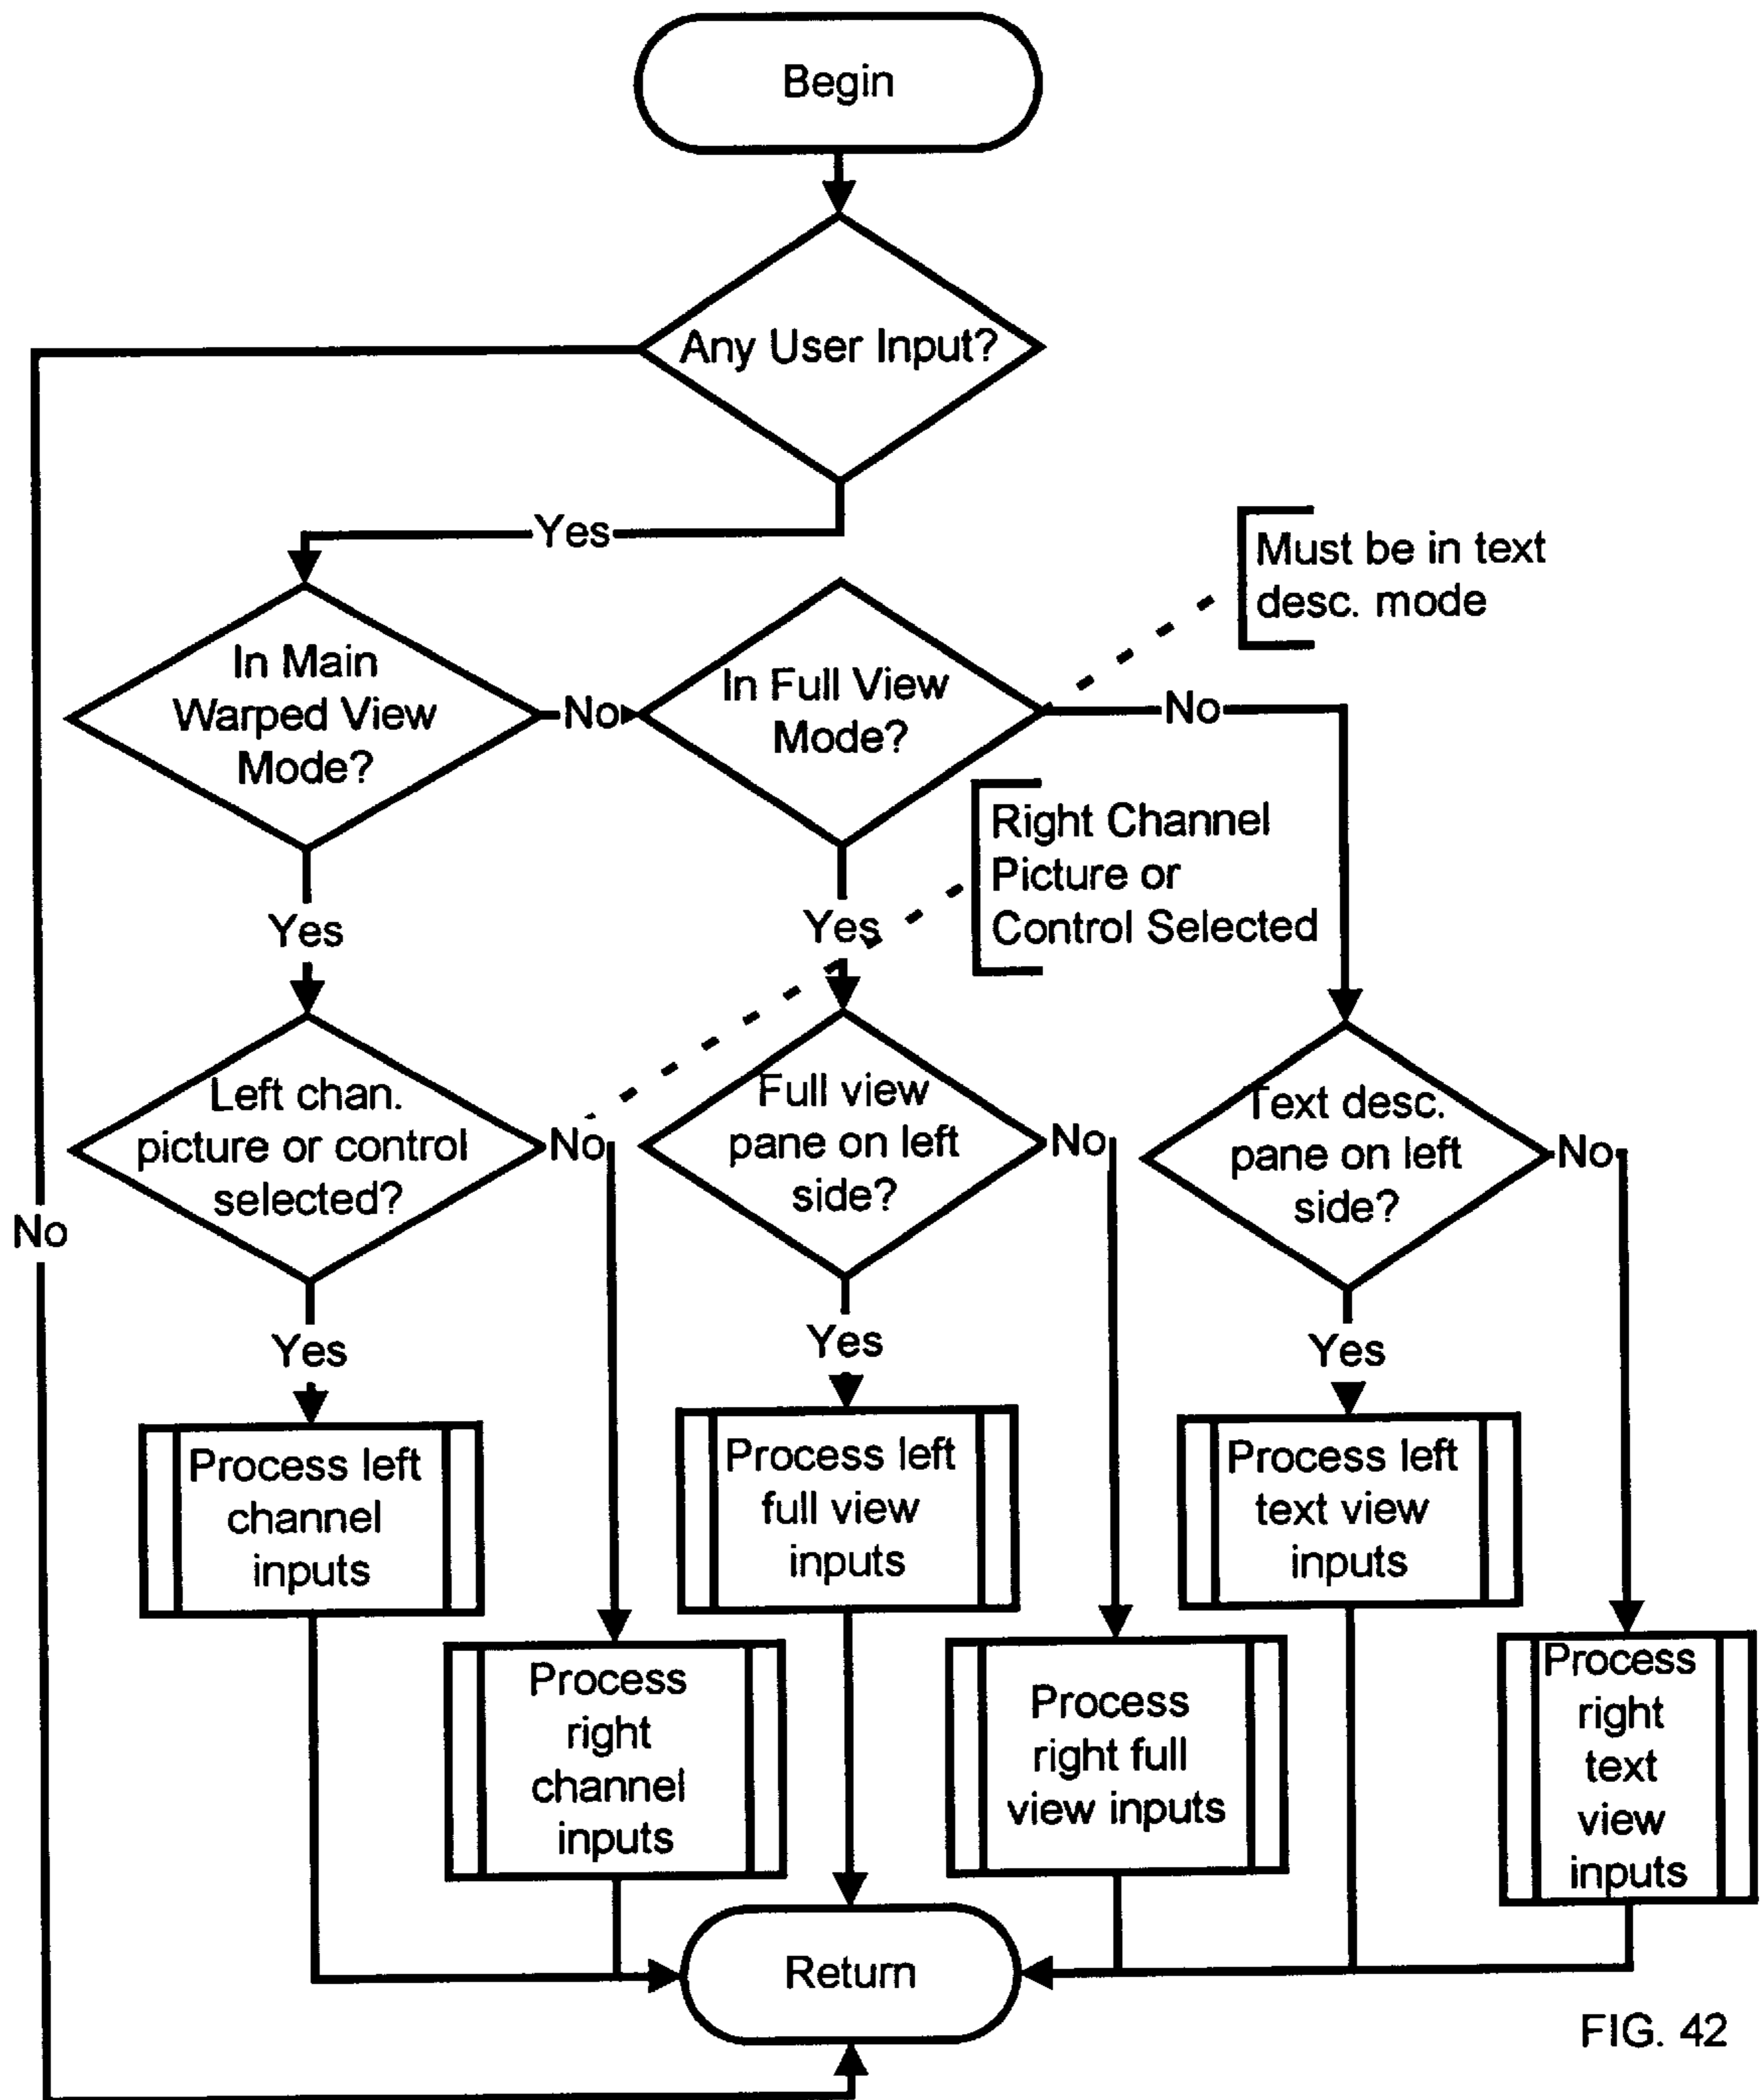 Begin
Any User Input?
Yes
Must be in text
desc. mode
In Main
Warped View
Mode?
No
In Full View
Mode?
No
Right Channel
Picture or
Control Selected
Yes
Yes
Left chan.
picture or control
selected?
No
Full view
pane on left
side?
No
Text desc.
pane on left
side?
No
No
Yes
Yes
Yes
Process left
channel
inputs
Process left
full view
inputs
Process left
text view
inputs
Process
right
channel
inputs
Process
right full
view inputs
Process
right
text
view
inputs
Return
FIG. 42